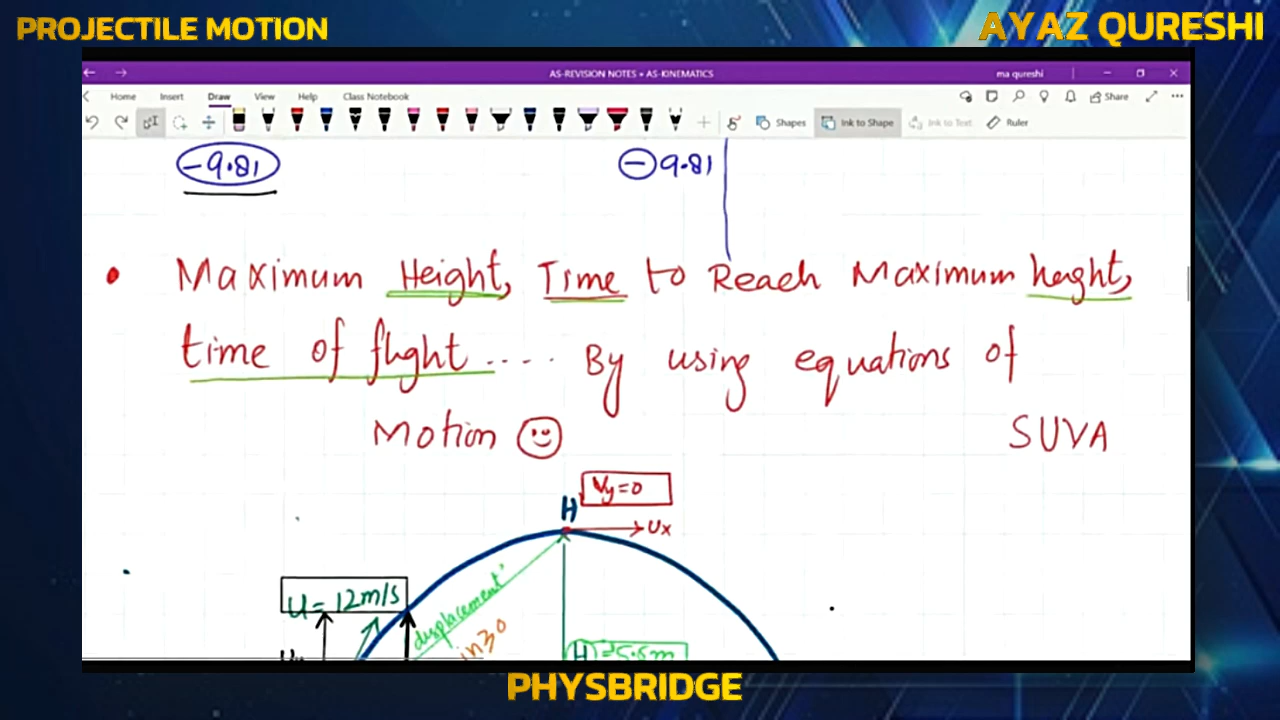 PROJECTILE MOTION
AYAZ QURESHI
AS-REVISION NOTES » AS-KINEMATICS
ma qureshi
Home Insert Draw View Help Class Notebook
Share
Shapes Ink to Shape Ink to Text Ruler
-9.81
-9.81
• Maximum Height, Time to Reach Maximum height,
time of flight .... By using equations of
Motion
SUVA
Vy=0
H
Ux
U = 12m/s
displacement
in30
PHYSBRIDGE